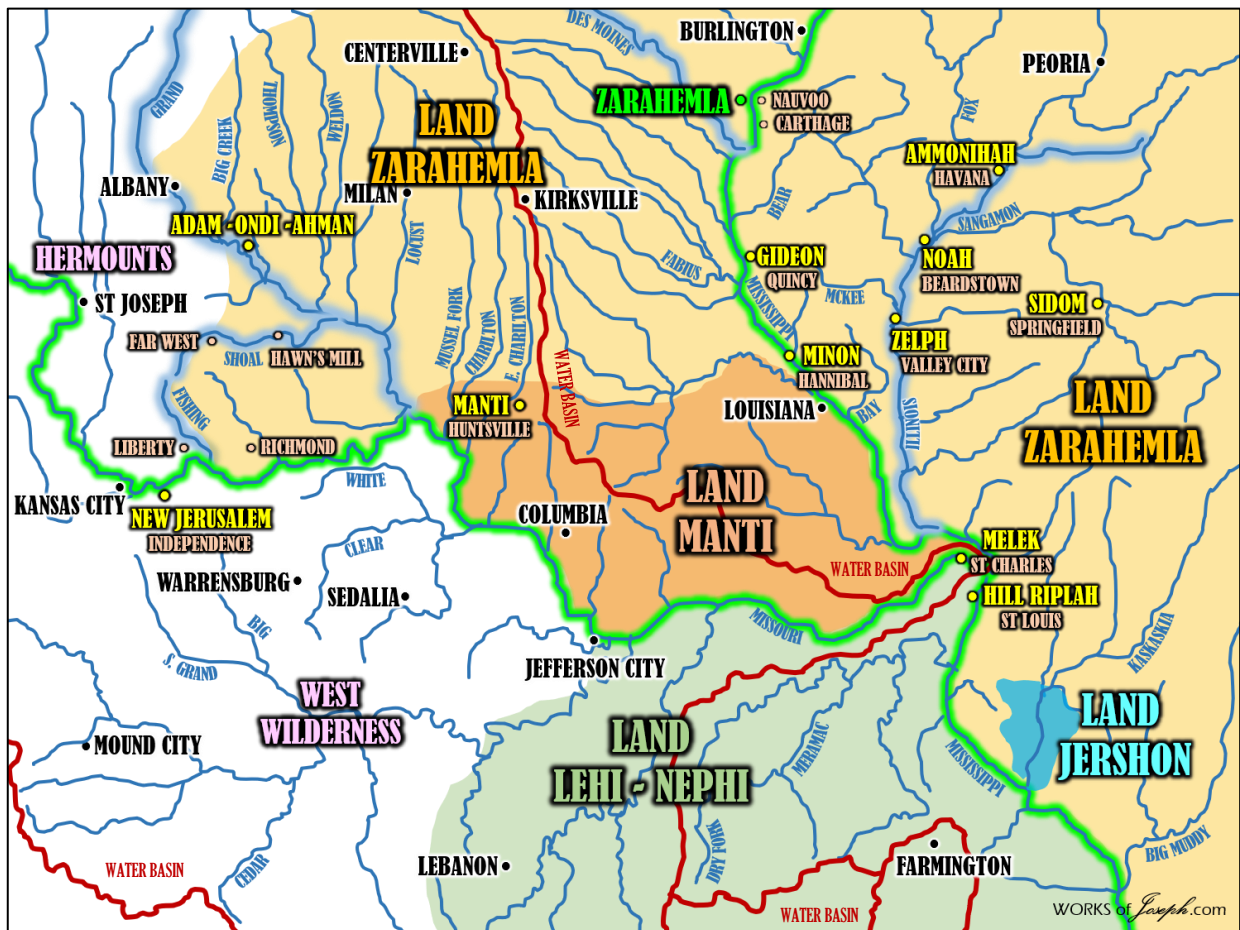 DES MOINES
BURLINGTON
CENTERVILLE
PEORIA
GRAND
BIG CREEK
THOMPSON
WELDON
ZARAHEMLA
NAUVOO
CARTHAGE
FOX
LAND
ZARAHEMLA
AMMONIHAH
HAVANA
ALBANY
MILAN
KIRKSVILLE
BEAR
SANGAMON
ADAM -ONDI -AHMAN
LOCUST
HERMOUNTS
GIDEON
QUINCY
NOAH
BEARDSTOWN
FABIUS
MISSISSIPPI
MCKEE
ST JOSEPH
SIDOM
SPRINGFIELD
FAR WEST
SHOAL
HAWN'S MILL
MUSSEL FORK
CHARILTON
E. CHARILTON
WATER BASIN
MINON
HANNIBAL
ZELPH
VALLEY CITY
FISHING
MANTI
HUNTSVILLE
LOUISIANA
BAY
ILLINOIS
LAND
ZARAHEMLA
LIBERTY
RICHMOND
KANSAS CITY
NEW JERUSALEM
INDEPENDENCE
WHITE
COLUMBIA
LAND
MANTI
CLEAR
WARRENSBURG
SEDALIA
WATER BASIN
MELEK
ST CHARLES
HILL RIPLAH
ST LOUIS
BIG
S. GRAND
JEFFERSON CITY
MISSOURI
KASKASKIA
WEST
WILDERNESS
MOUND CITY
LAND
LEHI - NEPHI
MERAMAC
MISSISSIPPI
LAND
JERSHON
WATER BASIN
CEDAR
LEBANON
DRY FORK
FARMINGTON
BIG MUDDY
WATER BASIN
WORKS of Joseph.com